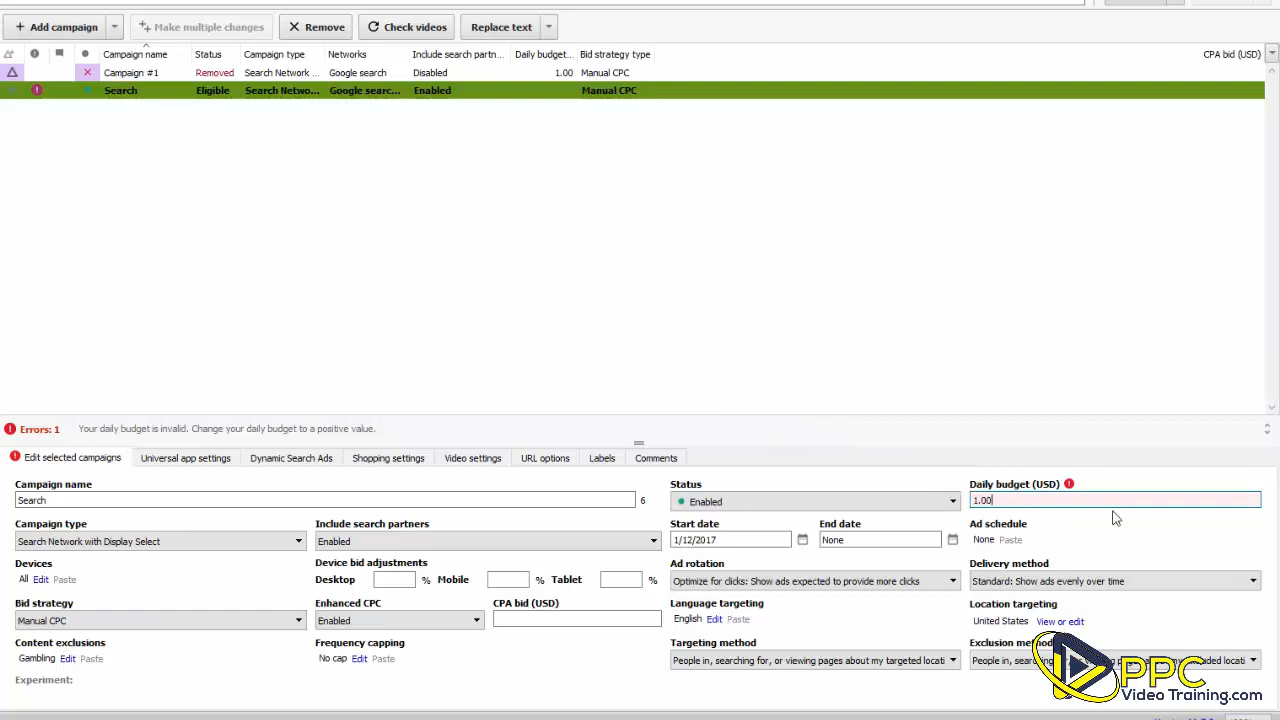 Add campaign
Make multiple changes
Remove
Check videos
Replace text
Campaign name Status Campaign type Networks Include search partn... Daily budget... Bid strategy type CPA bid (USD)
Campaign #1 Removed Search Network ... Google search Disabled 1.00 Manual CPC
Search Eligible Search Netwo... Google searc... Enabled Manual CPC
Errors: 1 Your daily budget is invalid. Change your daily budget to a positive value.
Edit selected campaigns Universal app settings Dynamic Search Ads Shopping settings Video settings URL options Labels Comments
Campaign name
Search 6
Status
Enabled
Daily budget (USD)
1.00
Campaign type
Search Network with Display Select
Include search partners
Enabled
Start date
1/12/2017
End date
None
Ad schedule
None Paste
Devices
All Edit Paste
Device bid adjustments
Desktop % Mobile % Tablet %
Ad rotation
Optimize for clicks: Show ads expected to provide more clicks
Delivery method
Standard: Show ads evenly over time
Bid strategy
Manual CPC
Enhanced CPC
Enabled
CPA bid (USD)
Language targeting
English Edit Paste
Location targeting
United States View or edit
Content exclusions
Gambling Edit Paste
Frequency capping
No cap Edit Paste
Targeting method
People in, searching for, or viewing pages about my targeted locati
Exclusion metho
People in, sear
Experiment:
PPC
Video Training.com